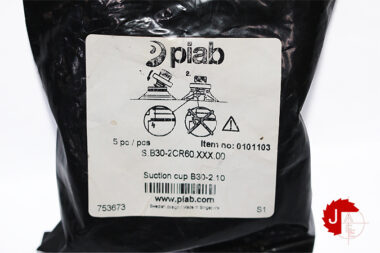 piab
2.
5 pc / pcs Item no: 0101103
S.B30-2CR60.XXX.00
Suction cup B30-2.10
www.piab.com
753673 S1